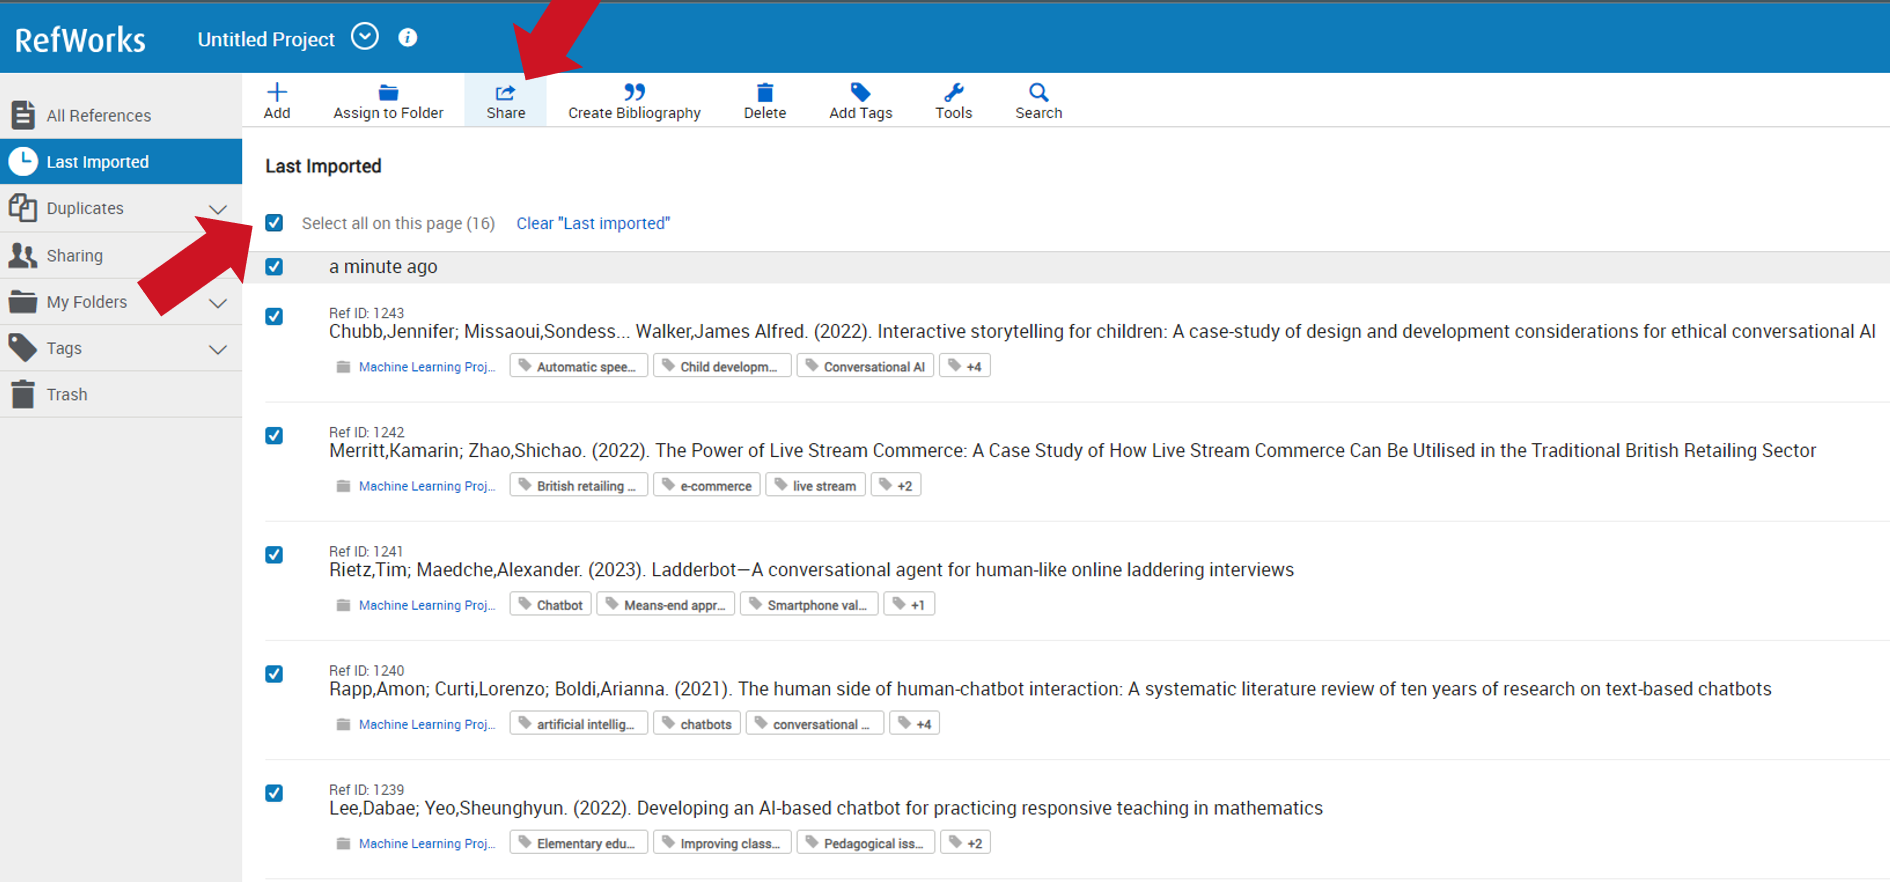 RefWorks
Untitled Project
Add
Assign to Folder
Share
Create Bibliography
Delete
Add Tags
Tools
Search
All References
Last Imported
Duplicates
Sharing
My Folders
Tags
Trash
Last Imported
Select all on this page (16) Clear "Last imported"
a minute ago
Ref ID: 1243
Chubb,Jennifer; Missaoui,Sondess... Walker,James Alfred. (2022). Interactive storytelling for children: A case-study of design and development considerations for ethical conversational AI
Machine Learning Proj... Automatic spee... Child developm... Conversational AI +4
Ref ID: 1242
Merritt,Kamarin; Zhao,Shichao. (2022). The Power of Live Stream Commerce: A Case Study of How Live Stream Commerce Can Be Utilised in the Traditional British Retailing Sector
Machine Learning Proj... British retailing ... e-commerce live stream +2
Ref ID: 1241
Rietz,Tim; Maedche,Alexander. (2023). Ladderbot—A conversational agent for human-like online laddering interviews
Machine Learning Proj... Chatbot Means-end appr... Smartphone val... +1
Ref ID: 1240
Rapp,Amon; Curti,Lorenzo; Boldi,Arianna. (2021). The human side of human-chatbot interaction: A systematic literature review of ten years of research on text-based chatbots
Machine Learning Proj... artificial intellig... chatbots conversational ... +4
Ref ID: 1239
Lee,Dabae; Yeo,Sheunghyun. (2022). Developing an AI-based chatbot for practicing responsive teaching in mathematics
Machine Learning Proj... Elementary edu... Improving class... Pedagogical iss... +2